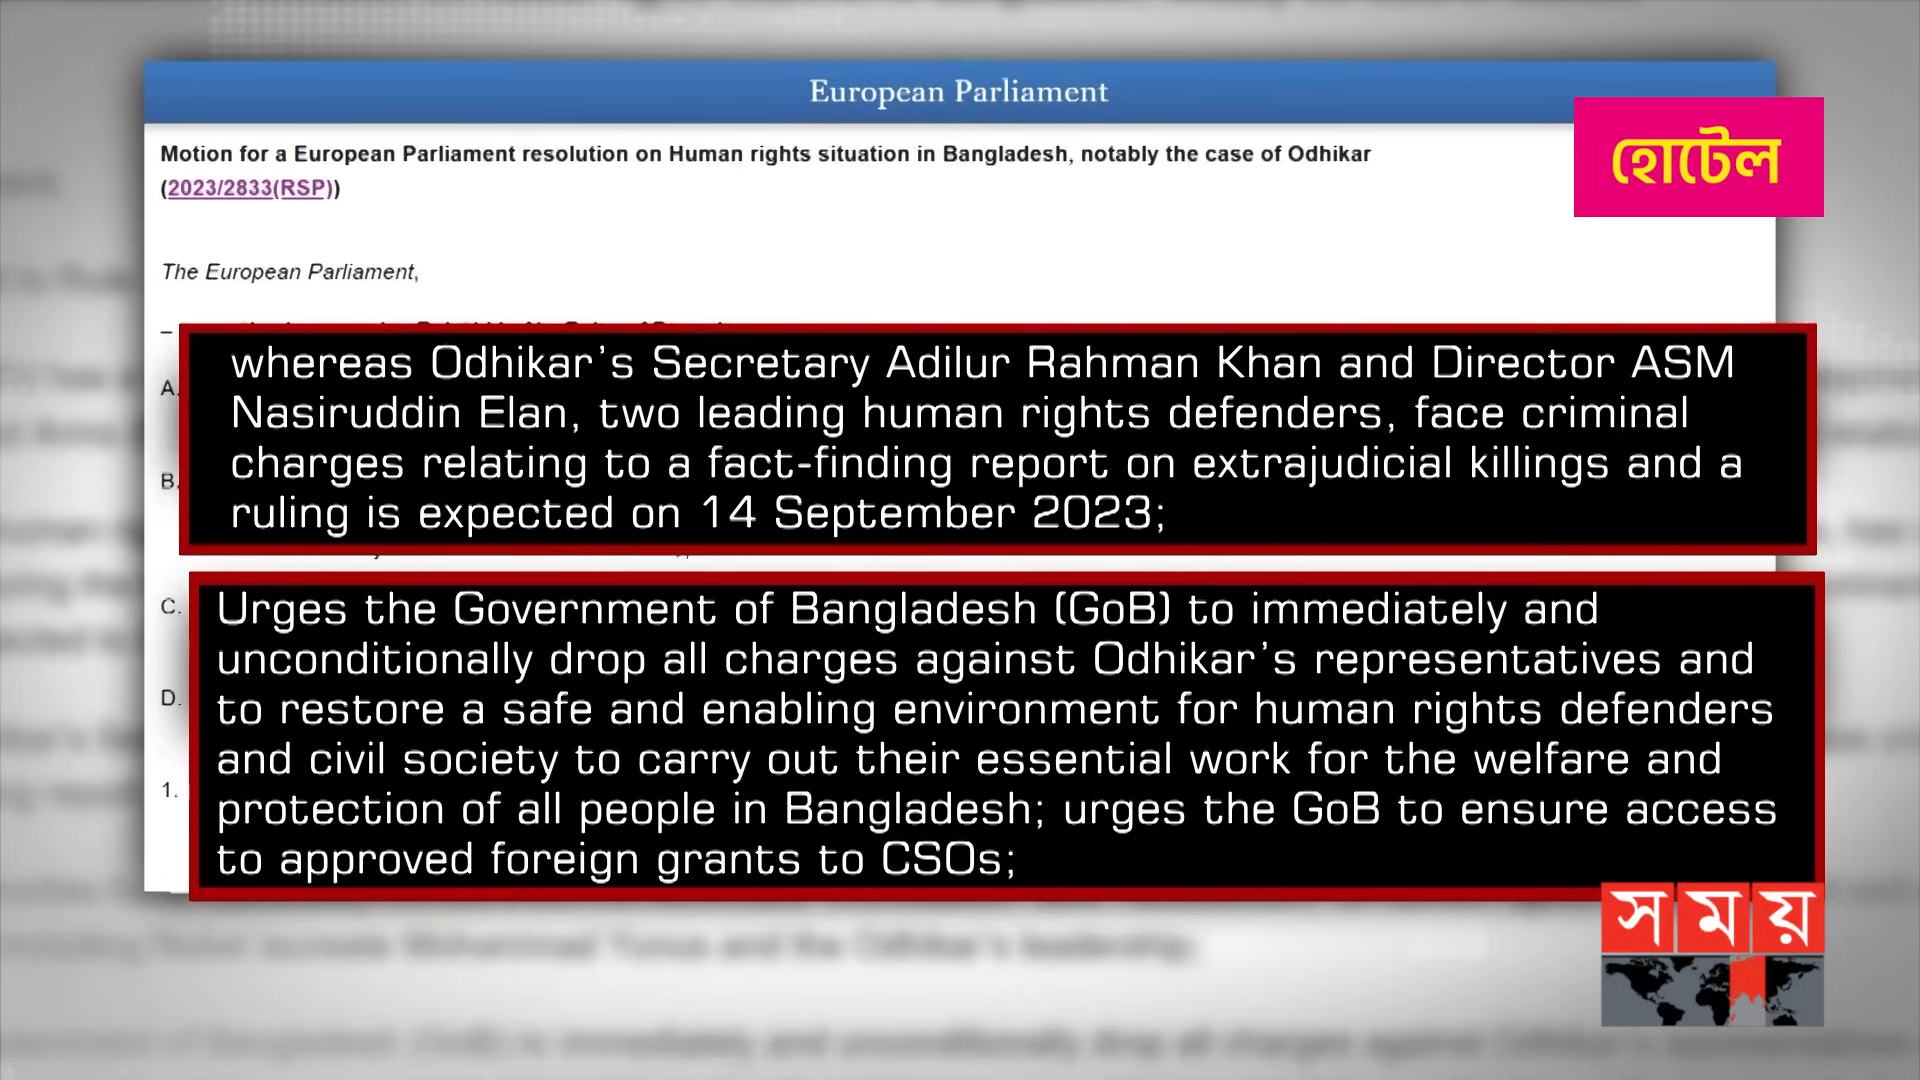 European Parliament
হোটেল
Motion for a European Parliament resolution on Human rights situation in Bangladesh, notably the case of Odhikar
(2023/2833(RSP))
The European Parliament,
–
A.
whereas Odhikar's Secretary Adilur Rahman Khan and Director ASM
Nasiruddin Elan, two leading human rights defenders, face criminal
charges relating to a fact-finding report on extrajudicial killings and a
ruling is expected on 14 September 2023;
B.
C.
Urges the Government of Bangladesh (GoB) to immediately and
unconditionally drop all charges against Odhikar's representatives and
to restore a safe and enabling environment for human rights defenders
and civil society to carry out their essential work for the welfare and
protection of all people in Bangladesh; urges the GoB to ensure access
to approved foreign grants to CSOs;
D.
1.
সময়